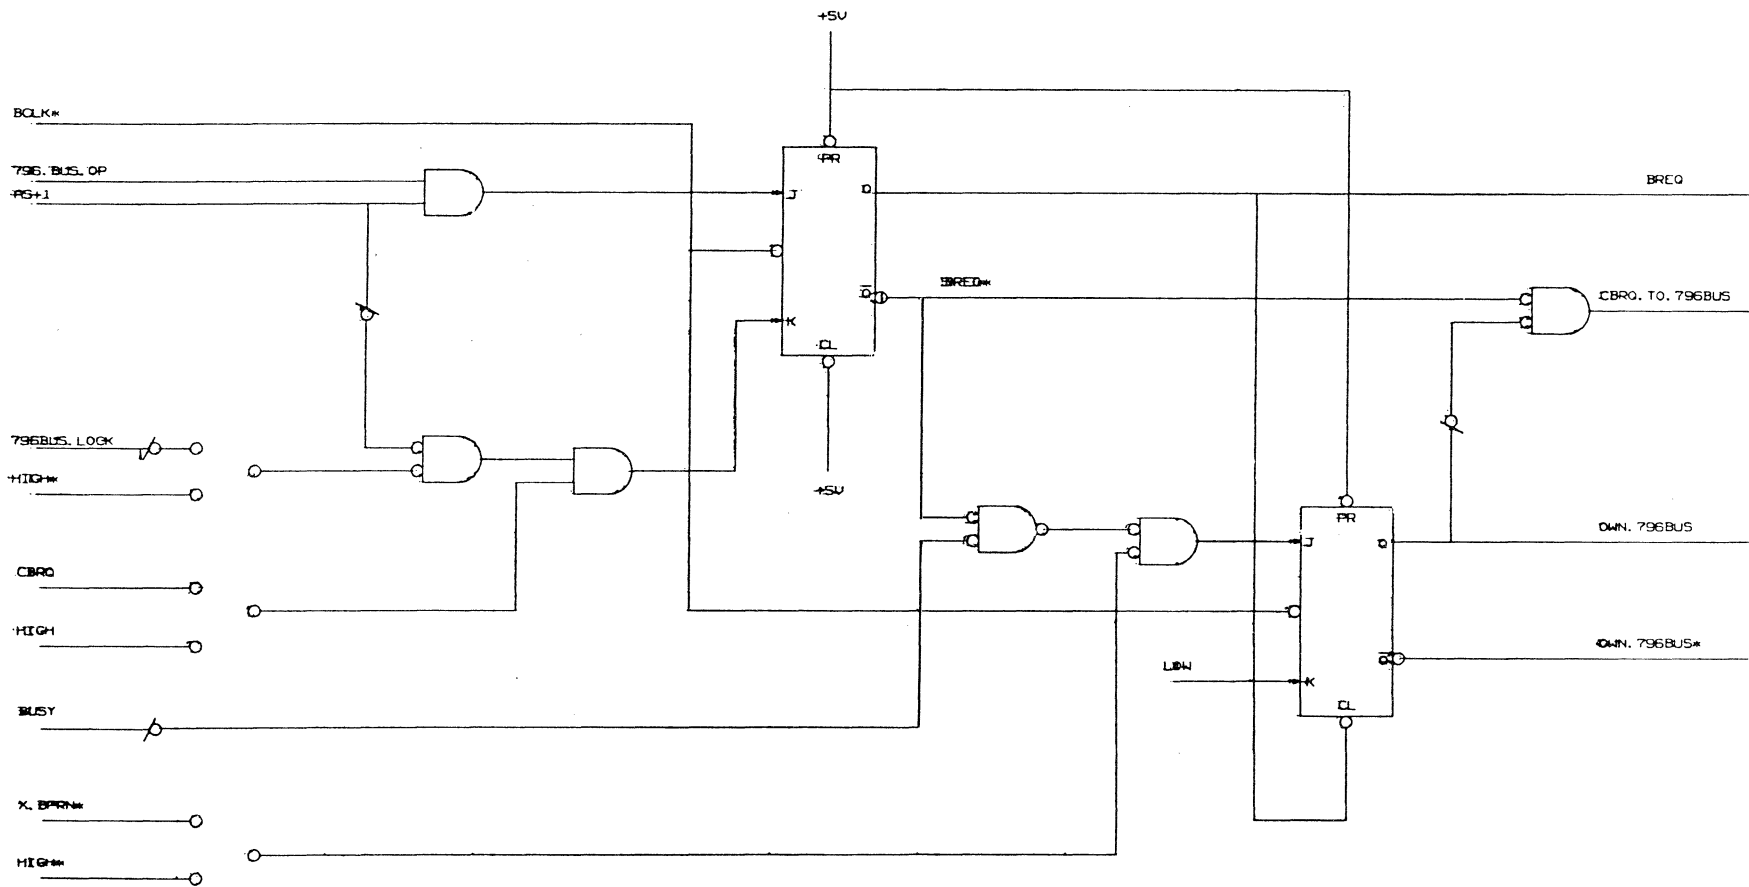 +5V
BCLK*
796.BUS.OP
AS+1
PR
J
Q
BREQ
BREQ*
Q
CBRQ.TO.796BUS
K
CL
796BUS.LOCK
HIGH*
+5V
PR
J
Q
OWN.796BUS
CBRQ
HIGH
LOW
K
Q
OWN.796BUS*
CL
BUSY
X.BPRN*
HIGH*